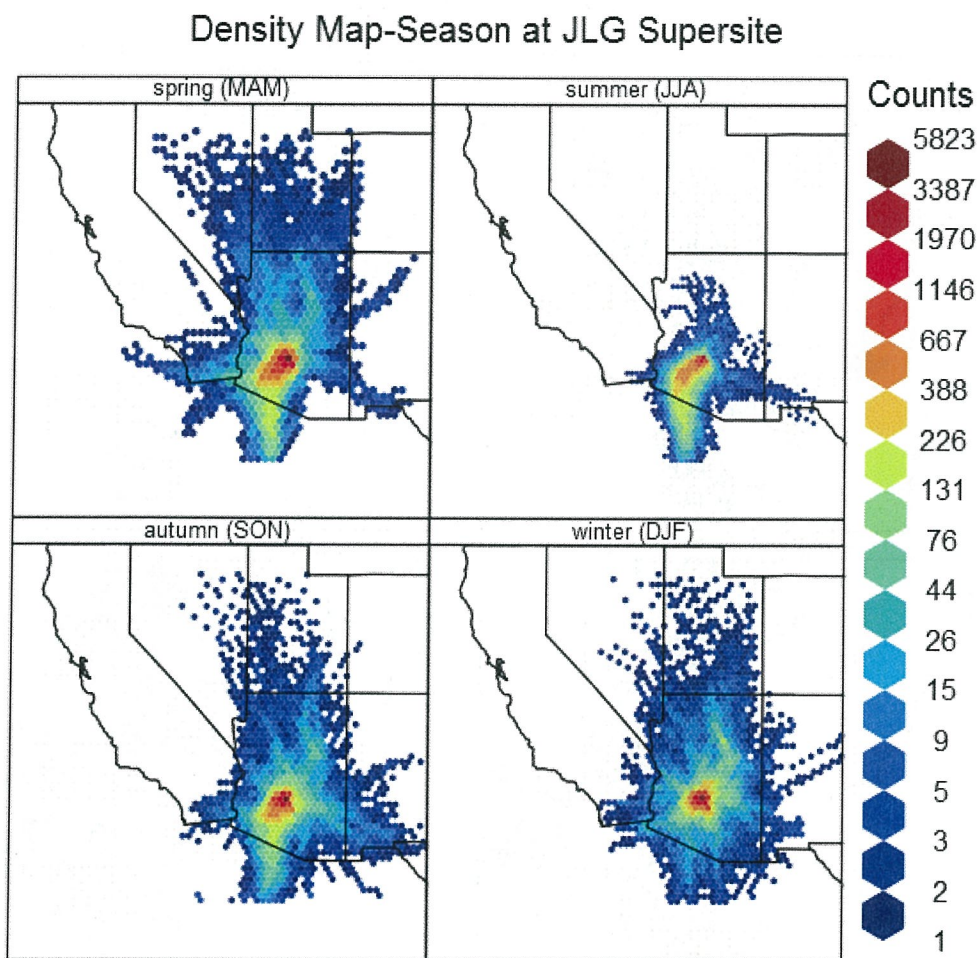 Density Map-Season at JLG Supersite
spring (MAM)
summer (JJA)
autumn (SON)
winter (DJF)
Counts
5823
3387
1970
1146
667
388
226
131
76
44
26
15
9
5
3
2
1